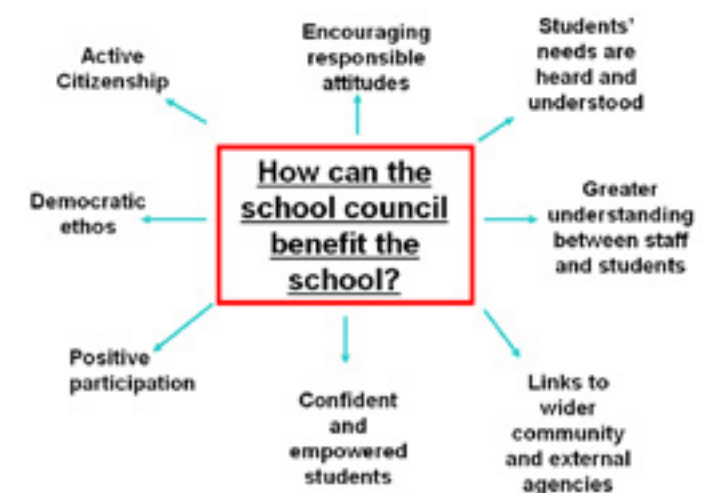 How can the
school council
benefit the
school?
Encouraging
responsible
attitudes
Students'
needs are
heard and
understood
Greater
understanding
between staff
and students
Links to
wider
community
and external
agencies
Confident
and
empowered
students
Positive
participation
Democratic
ethos
Active
Citizenship